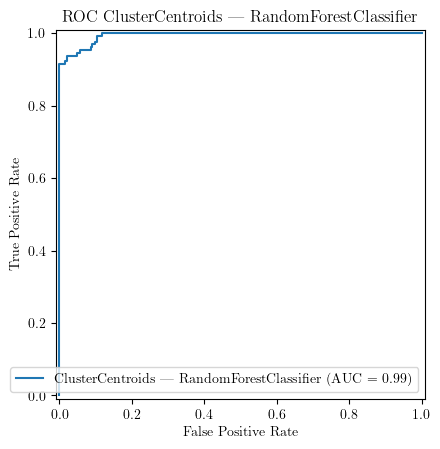 ROC ClusterCentroids — RandomForestClassifier
1.0
0.8
0.6
0.4
0.2
0.0
True Positive Rate
ClusterCentroids — RandomForestClassifier (AUC = 0.99)
0.0 0.2 0.4 0.6 0.8 1.0
False Positive Rate